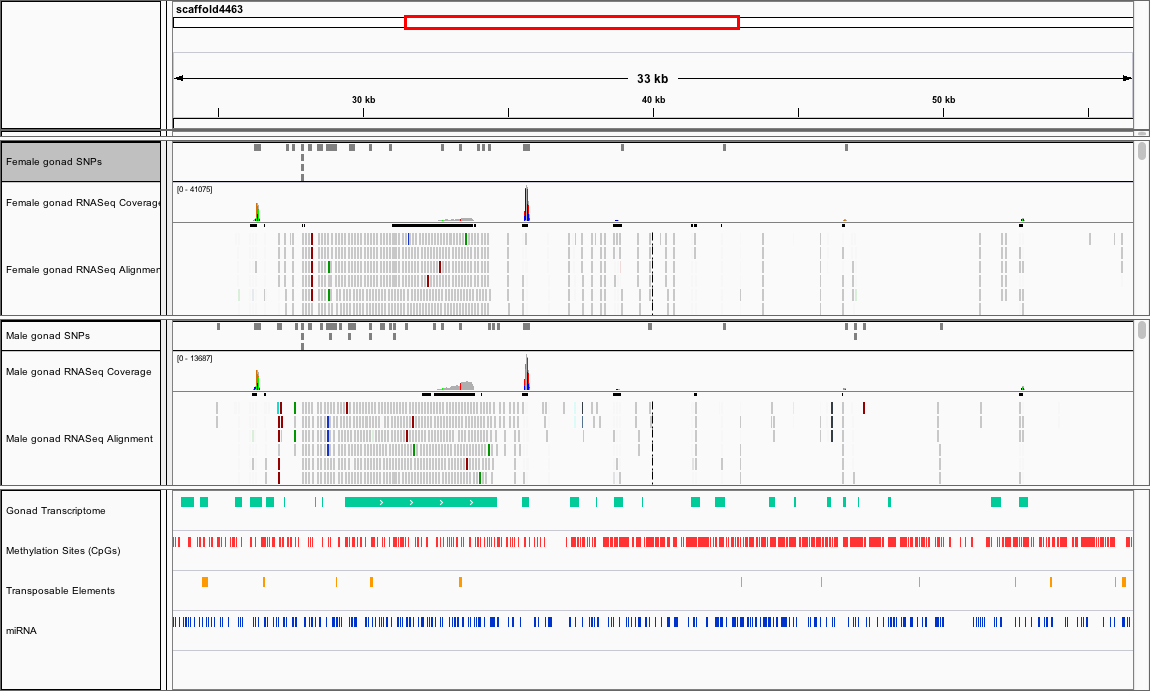 scaffold4463
33 kb
30 kb 40 kb 50 kb
Female gonad SNPs
[0 - 41075]
Female gonad RNASeq Coverage
Female gonad RNASeq Alignmen
Male gonad SNPs
[0 - 13687]
Male gonad RNASeq Coverage
Male gonad RNASeq Alignment
Gonad Transcriptome
Methylation Sites (CpGs)
Transposable Elements
miRNA